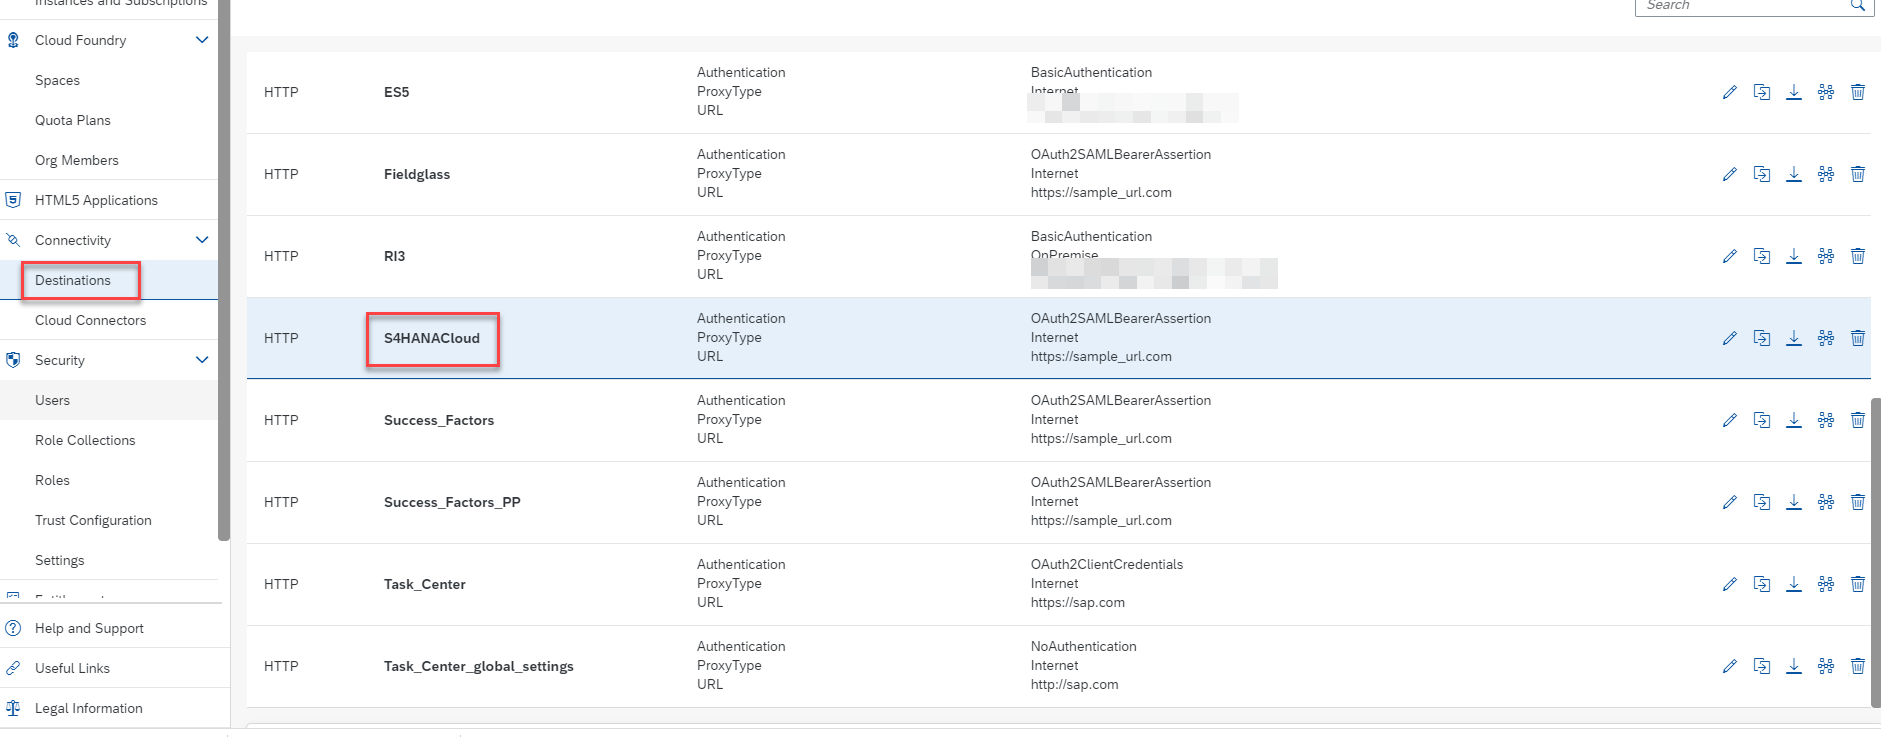 Instances and Subscriptions
Cloud Foundry
Spaces
Quota Plans
Org Members
HTML5 Applications
Connectivity
Destinations
Cloud Connectors
Security
Users
Role Collections
Roles
Trust Configuration
Settings
Help and Support
Useful Links
Legal Information
Search
HTTP
ES5
Authentication
BasicAuthentication
ProxyType
Internet
URL
HTTP
Fieldglass
Authentication
OAuth2SAMLBearerAssertion
ProxyType
Internet
URL
https://sample_url.com
HTTP
RI3
Authentication
BasicAuthentication
ProxyType
OnPremise
URL
HTTP
S4HANACloud
Authentication
OAuth2SAMLBearerAssertion
ProxyType
Internet
URL
https://sample_url.com
HTTP
Success_Factors
Authentication
OAuth2SAMLBearerAssertion
ProxyType
Internet
URL
https://sample_url.com
HTTP
Success_Factors_PP
Authentication
OAuth2SAMLBearerAssertion
ProxyType
Internet
URL
https://sample_url.com
HTTP
Task_Center
Authentication
OAuth2ClientCredentials
ProxyType
Internet
URL
https://sap.com
HTTP
Task_Center_global_settings
Authentication
NoAuthentication
ProxyType
Internet
URL
http://sap.com